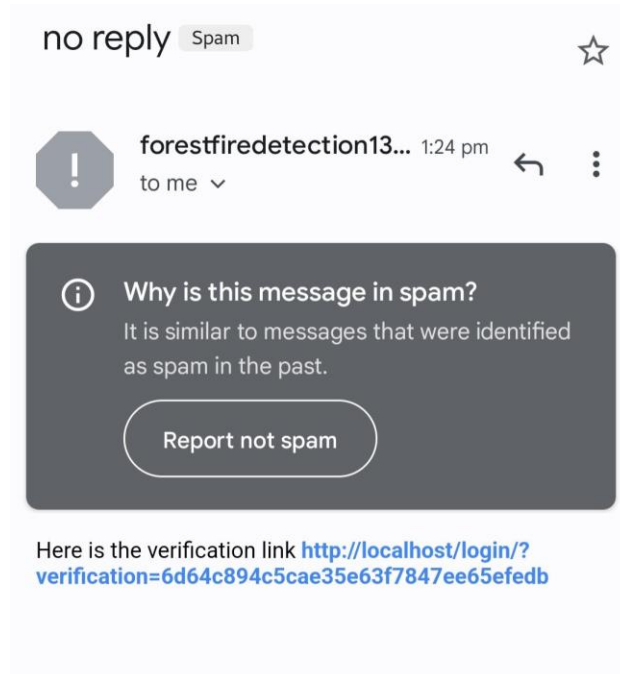 no reply Spam
forestfiredetection13... 1:24 pm
to me
Why is this message in spam?
It is similar to messages that were identified
as spam in the past.
Report not spam
Here is the verification link http://localhost/login/?
verification=6d64c894c5cae35e63f7847ee65efedb